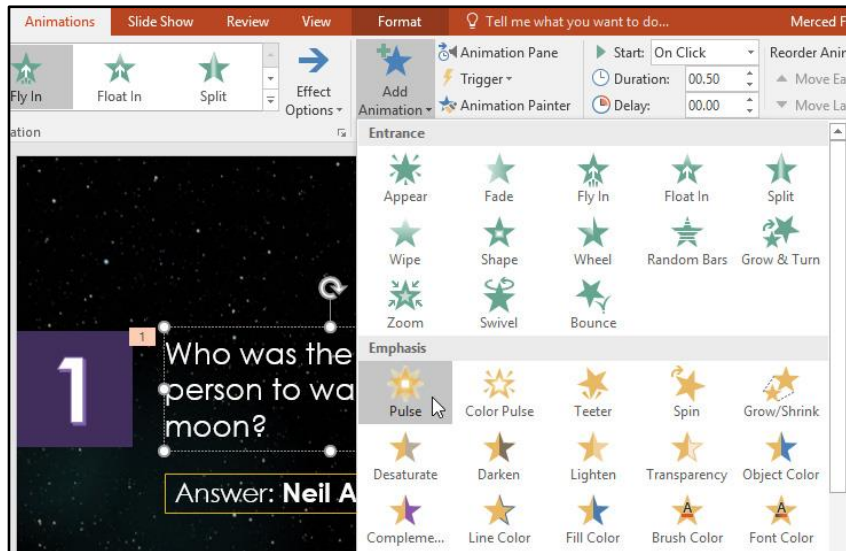 Animations Slide Show Review View Format Tell me what you want to do... Merced F
Fly In Float In Split
Effect Options
Add Animation
Animation Pane
Trigger
Animation Painter
Start: On Click
Duration: 00.50
Delay: 00.00
Reorder Anir
Move Ea
Move La
ation
Entrance
Appear Fade Fly In Float In Split
Wipe Shape Wheel Random Bars Grow & Turn
Zoom Swivel Bounce
Emphasis
Pulse Color Pulse Teeter Spin Grow/Shrink
Desaturate Darken Lighten Transparency Object Color
Compleme... Line Color Fill Color Brush Color Font Color
1
1
Who was the
person to wa
moon?
Answer: Neil A